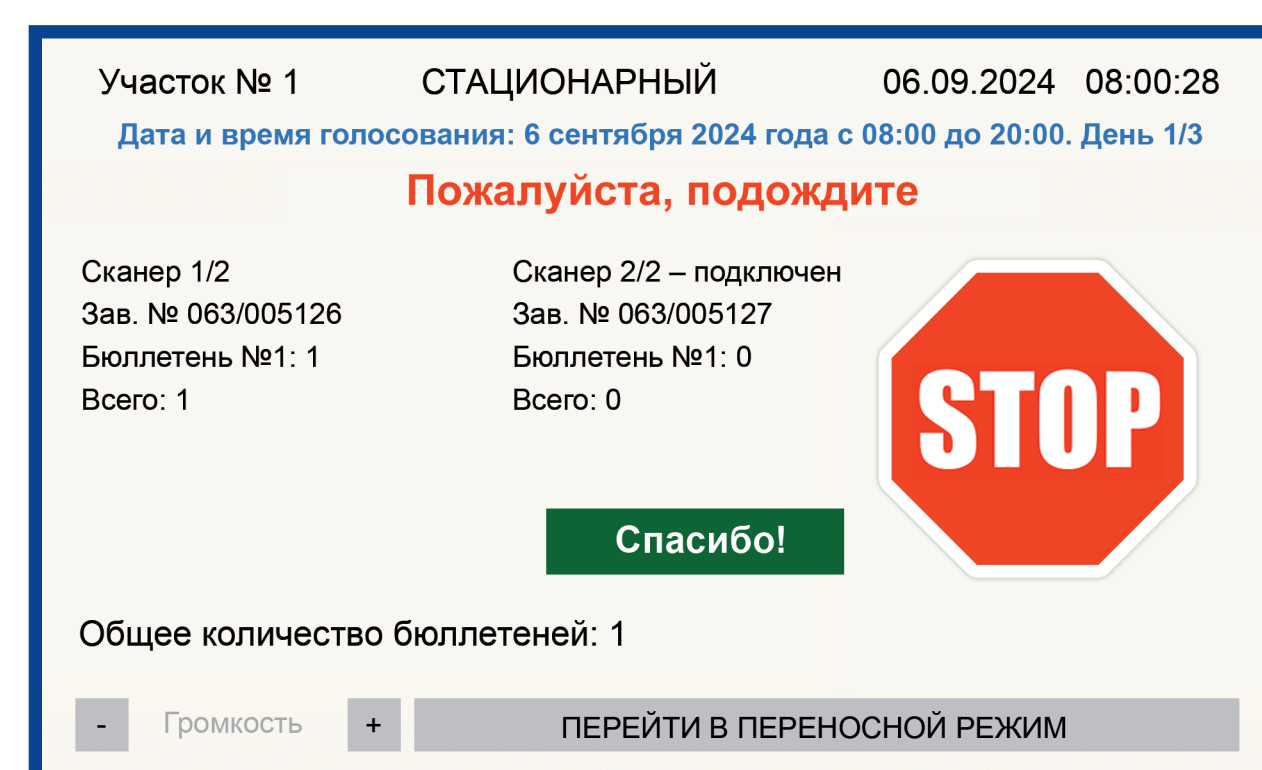 Участок № 1 СТАЦИОНАРНЫЙ 06.09.2024 08:00:28
Дата и время голосования: 6 сентября 2024 года с 08:00 до 20:00. День 1/3
Пожалуйста, подождите
Сканер 1/2
Зав. № 063/005126
Бюллетень №1: 1
Всего: 1
Сканер 2/2 – подключен
Зав. № 063/005127
Бюллетень №1: 0
Всего: 0
STOP
Спасибо!
Общее количество бюллетеней: 1
- Громкость + ПЕРЕЙТИ В ПЕРЕНОСНОЙ РЕЖИМ